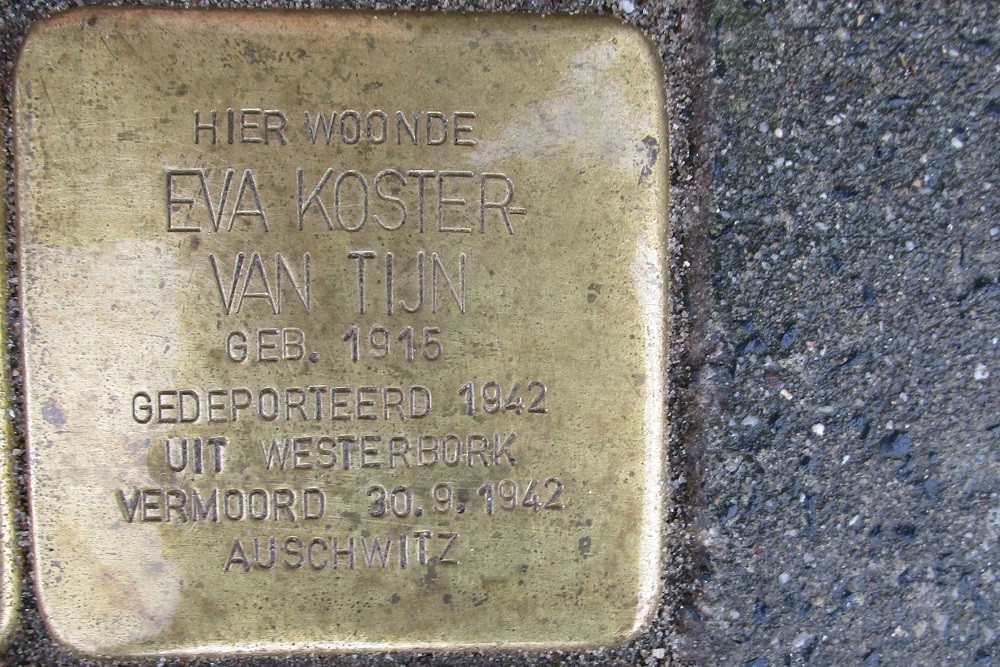 HIER WOONDE
EVA KOSTER-
VAN TIJN
GEB. 1915
GEDEPORTEERD 1942
UIT WESTERBORK
VERMOORD 30.9.1942
AUSCHWITZ